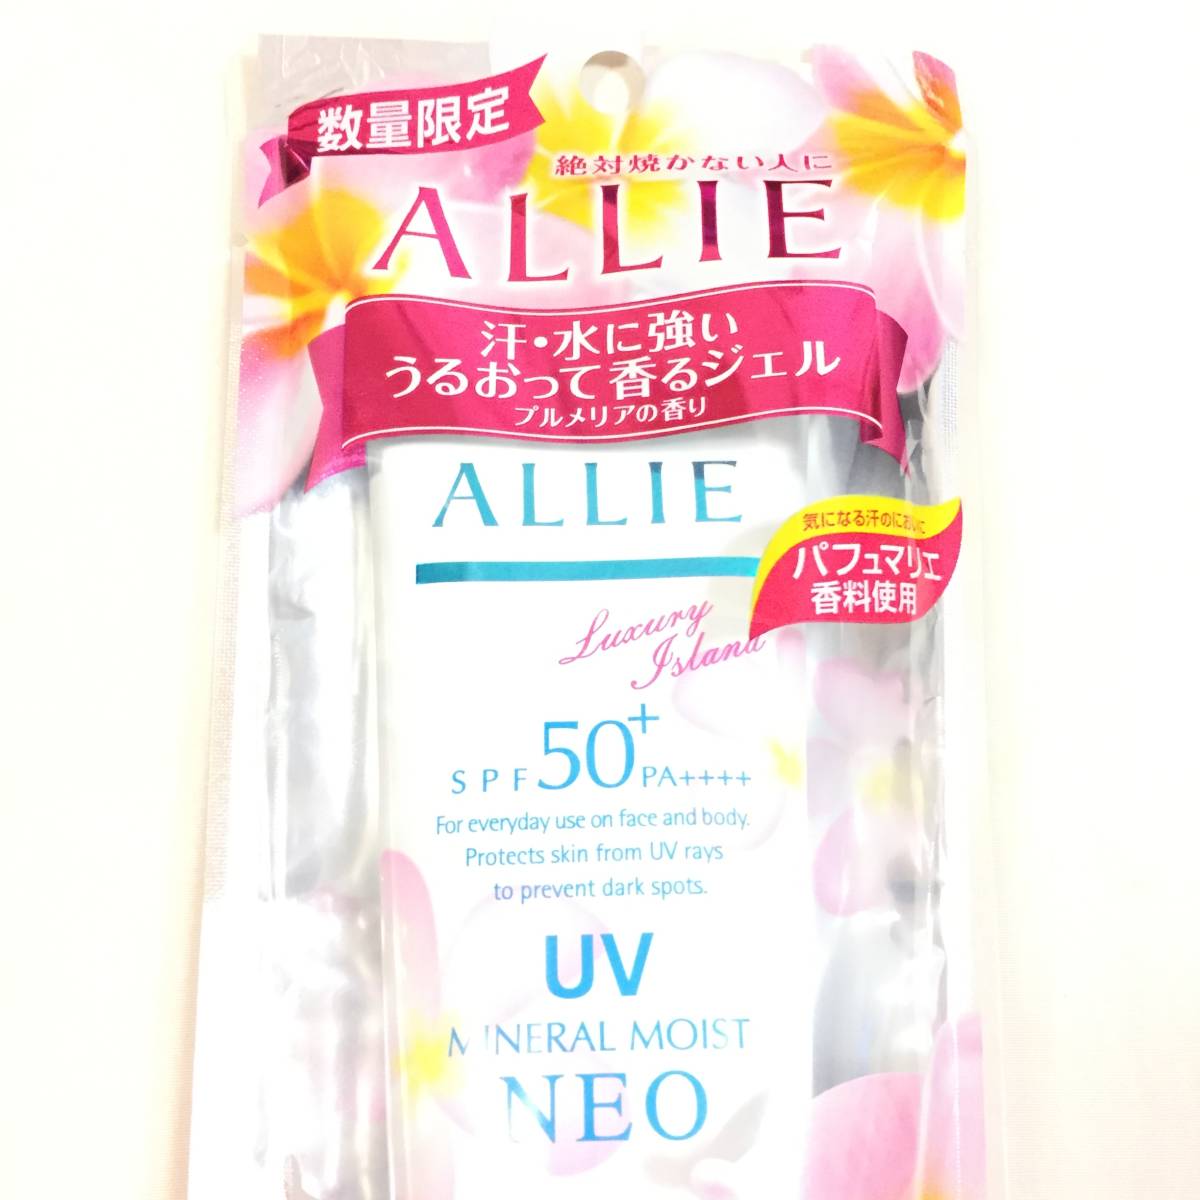 数量限定
絶対焼かない人に
ALLIE
汗・水に強い
うるおって香るジェル
プルメリアの香り
ALLIE
気になる汗のにおいに
パフュマリエ
香料使用
Luxury
Island
SPF50+ PA++++
For everyday use on face and body.
Protects skin from UV rays
to prevent dark spots.
UV
MINERAL MOIST
NEO